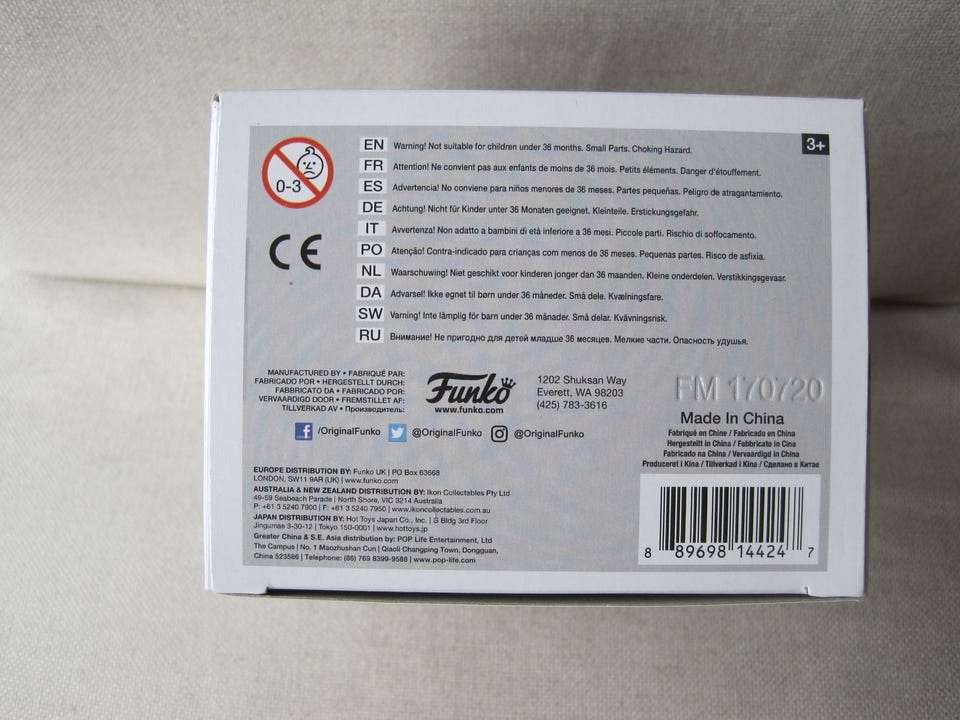 0-3
3+
EN Warning! Not suitable for children under 36 months. Small Parts. Choking Hazard.
FR Attention! Ne convient pas aux enfants de moins de 36 mois. Petits éléments. Danger d'étouffement.
ES Advertencia! No conviene para niños menores de 36 meses. Partes pequeñas. Peligro de atragantamiento.
DE Achtung! Nicht für Kinder unter 36 Monaten geeignet. Kleinteile. Erstickungsgefahr.
IT Avvertenza! Non adatto a bambini di età inferiore a 36 mesi. Piccole parti. Rischio di soffocamento.
PO Atenção! Contra-indicado para crianças com menos de 36 meses. Pequenas partes. Risco de asfixia.
NL Waarschuwing! Niet geschikt voor kinderen jonger dan 36 maanden. Kleine onderdelen. Verstikkingsgevaar.
DA Advarsel! Ikke egnet til børn under 36 måneder. Små dele. Kvælningsfare.
SW Varning! Inte lämplig för barn under 36 månader. Små delar. Kvävningsrisk.
RU Внимание! Не пригодно для детей младше 36 месяцев. Мелкие части. Опасность удушья.
CE
MANUFACTURED BY • FABRIQUÉ PAR:
FABRICADO POR • HERGESTELLT DURCH:
FABBRICATO DA • FABRICADO POR:
VERVAARDIGD DOOR • FREMSTILLET AF:
TILLVERKAD AV • Производитель:
Funko
www.funko.com
1202 Shuksan Way
Everett, WA 98203
(425) 783-3616
/OriginalFunko @OriginalFunko @OriginalFunko
FM 170720
Made In China
Fabriqué en Chine / Fabricado en China
Hergestellt in China / Fabbricato in Cina
Fabricado na China / Vervaardigd in China
Produceret i Kina / Tillverkad i Kina / Сделано в Китае
EUROPE DISTRIBUTION BY: Funko UK | PO Box 63668
LONDON, SW11 9AR (UK) | www.funko.com
AUSTRALIA & NEW ZEALAND DISTRIBUTION BY: Ikon Collectables Pty Ltd
49-59 Seabeach Parade | North Shore, VIC 3214 Australia
P: +61 3 5240 7900 | F: +61 3 5240 7950 | www.ikoncollectables.com.au
JAPAN DISTRIBUTION BY: Hot Toys Japan Co., Inc. | Bldg 3rd Floor
Jingumae 3-30-12 | Tokyo 150-0001 | www.hottoys.jp
Greater China & S.E. Asia distribution by: POP Life Entertainment, Ltd
The Campus | No. 1 Maozhushan Cun | Qiaoli Changping Town, Dongguan,
China 523586 | Telephone: (86) 769 8399-9588 | www.pop-life.com
8 89698 14424 7